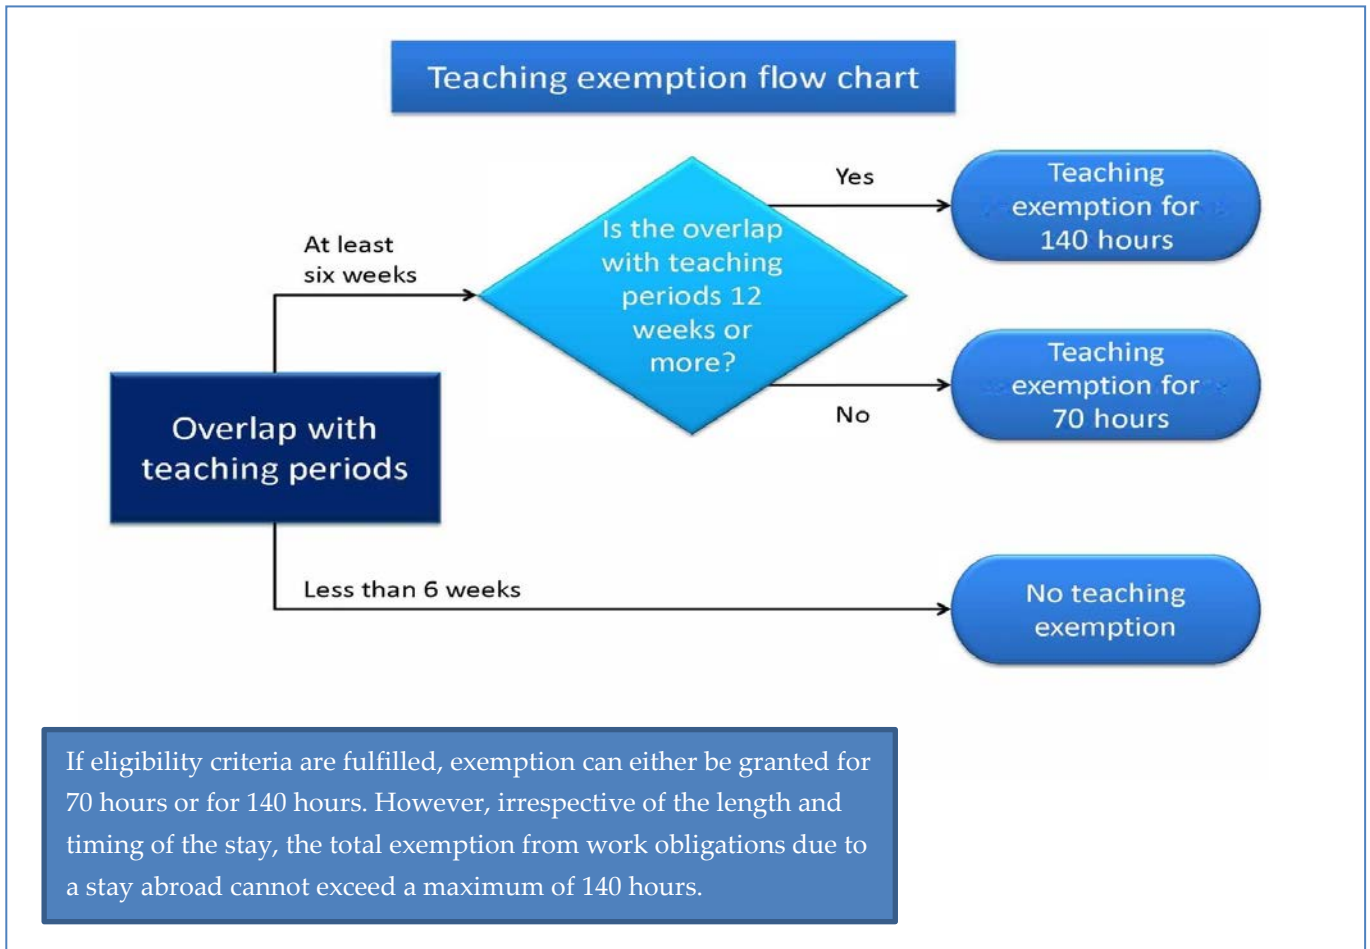 Teaching exemption flow chart
Yes
Teaching
exemption for
140 hours
At least
six weeks
Is the overlap
with teaching
periods 12
weeks or
more?
Teaching
exemption for
70 hours
No
Overlap with
teaching periods
Less than 6 weeks
No teaching
exemption
If eligibility criteria are fulfilled, exemption can either be granted for
70 hours or for 140 hours. However, irrespective of the length and
timing of the stay, the total exemption from work obligations due to
a stay abroad cannot exceed a maximum of 140 hours.